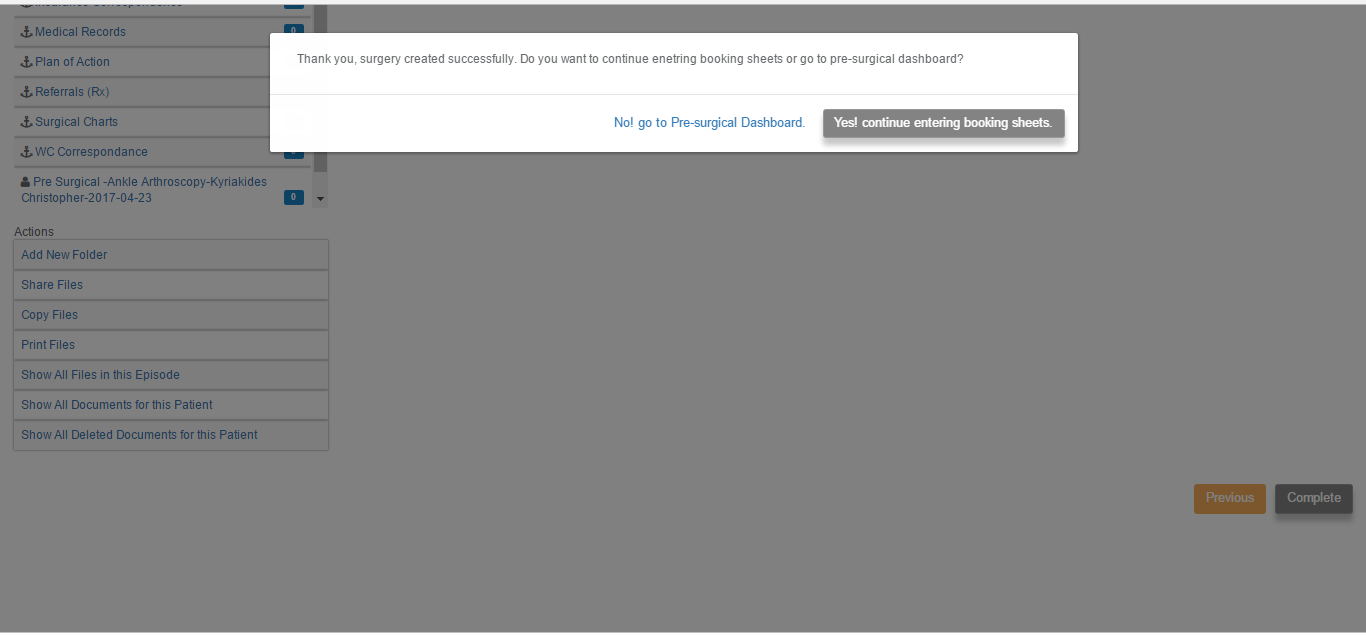 Insurance Correspondence
Medical Records 0
Thank you, surgery created successfully. Do you want to continue enetring booking sheets or go to pre-surgical dashboard?
No! go to Pre-surgical Dashboard. Yes! continue entering booking sheets.
Plan of Action
Referrals (Rx)
Surgical Charts
WC Correspondance
Pre Surgical -Ankle Arthroscopy-Kyriakides
Christopher-2017-04-23 0
Actions
Add New Folder
Share Files
Copy Files
Print Files
Show All Files in this Episode
Show All Documents for this Patient
Show All Deleted Documents for this Patient
Previous Complete